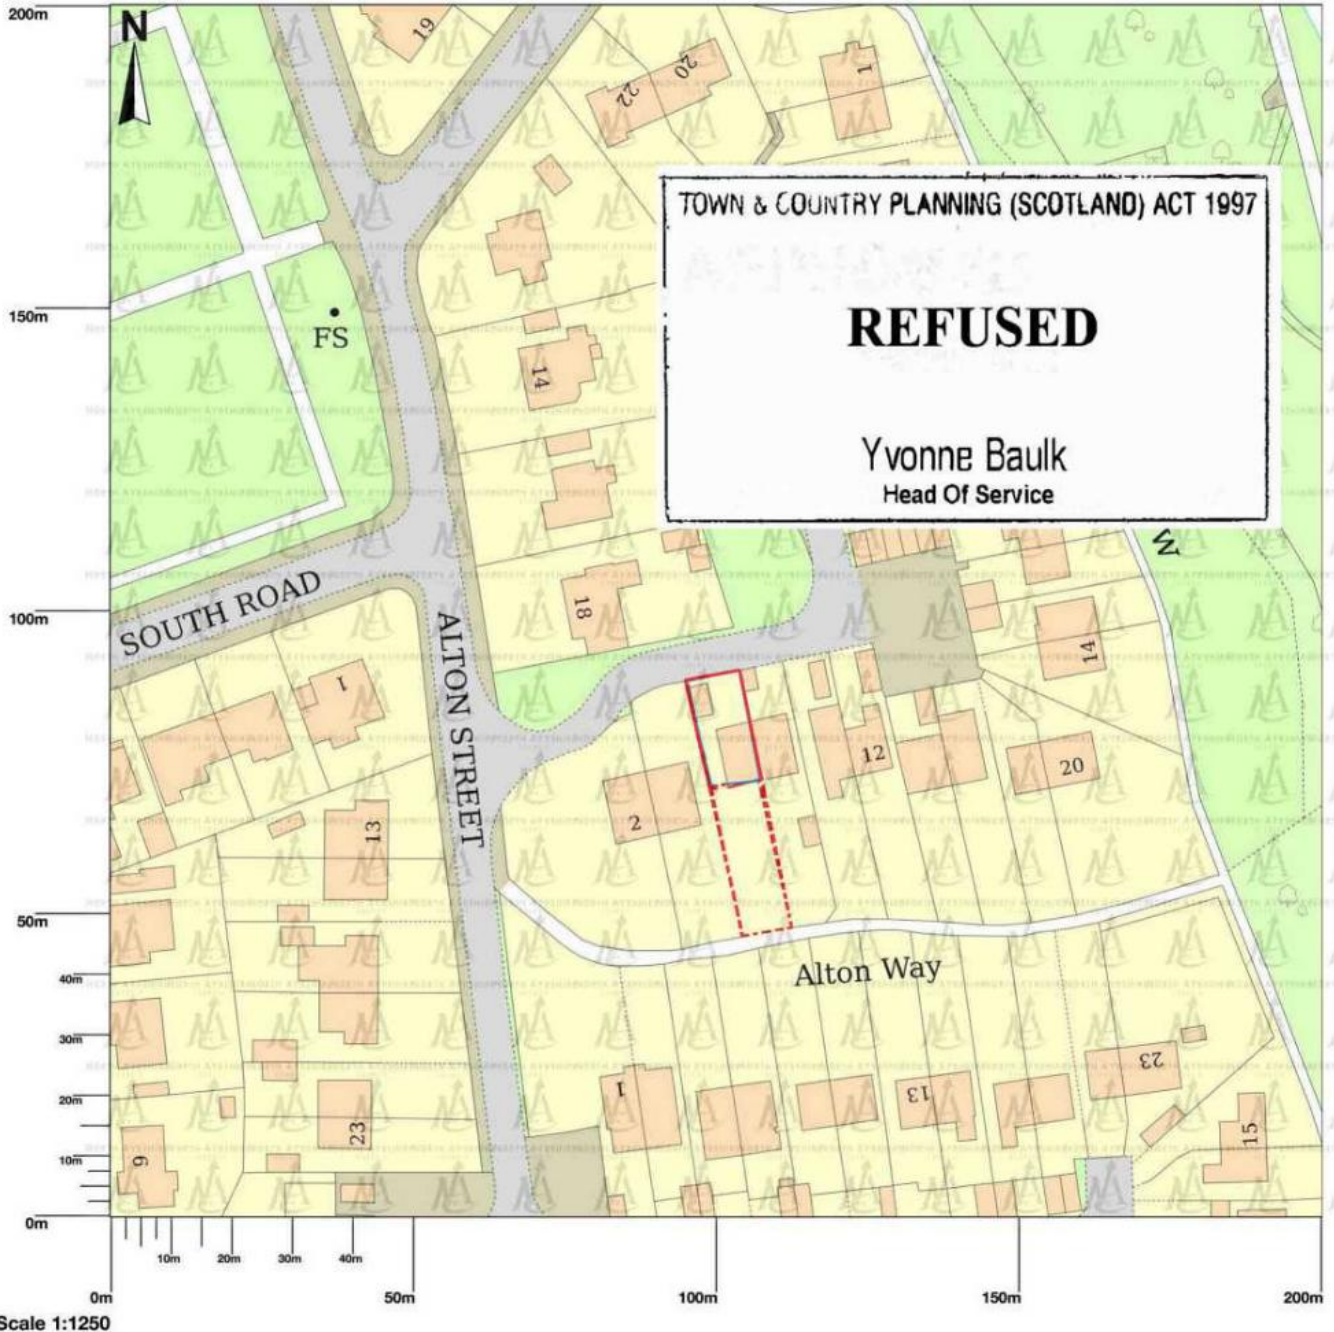 200m
N
19
20
22
1
TOWN & COUNTRY PLANNING (SCOTLAND) ACT 1997
REFUSED
Yvonne Baulk
Head Of Service
150m
FS
14
W
100m
SOUTH ROAD
18
ALTON STREET
14
1
12
20
2
13
50m
Alton Way
40m
30m
23
1
13
20m
23
15
10m
9
0m
10m
20m
30m
40m
0m
50m
100m
150m
200m
Scale 1:1250